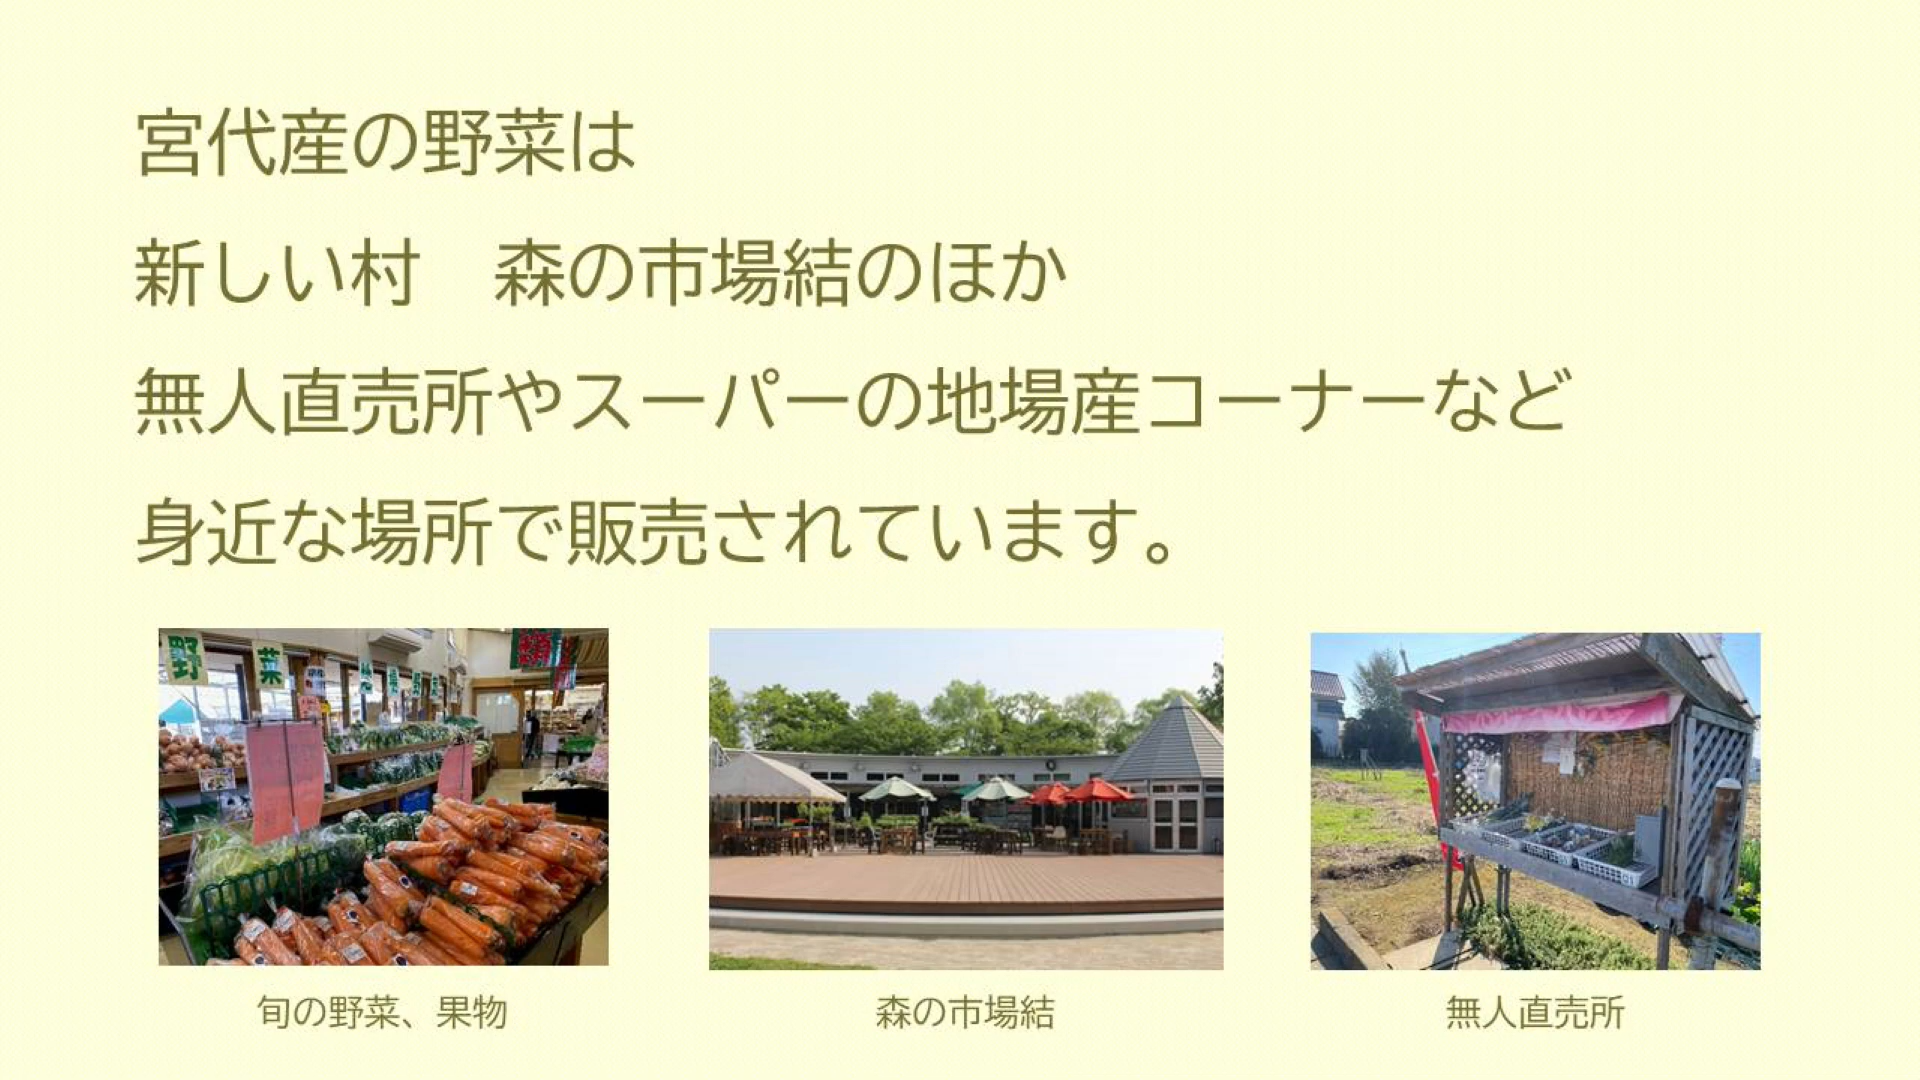 宮代産の野菜は
新しい村　森の市場結のほか
無人直売所やスーパーの地場産コーナーなど
身近な場所で販売されています。
野 菜
旬の野菜、果物
森の市場結
無人直売所